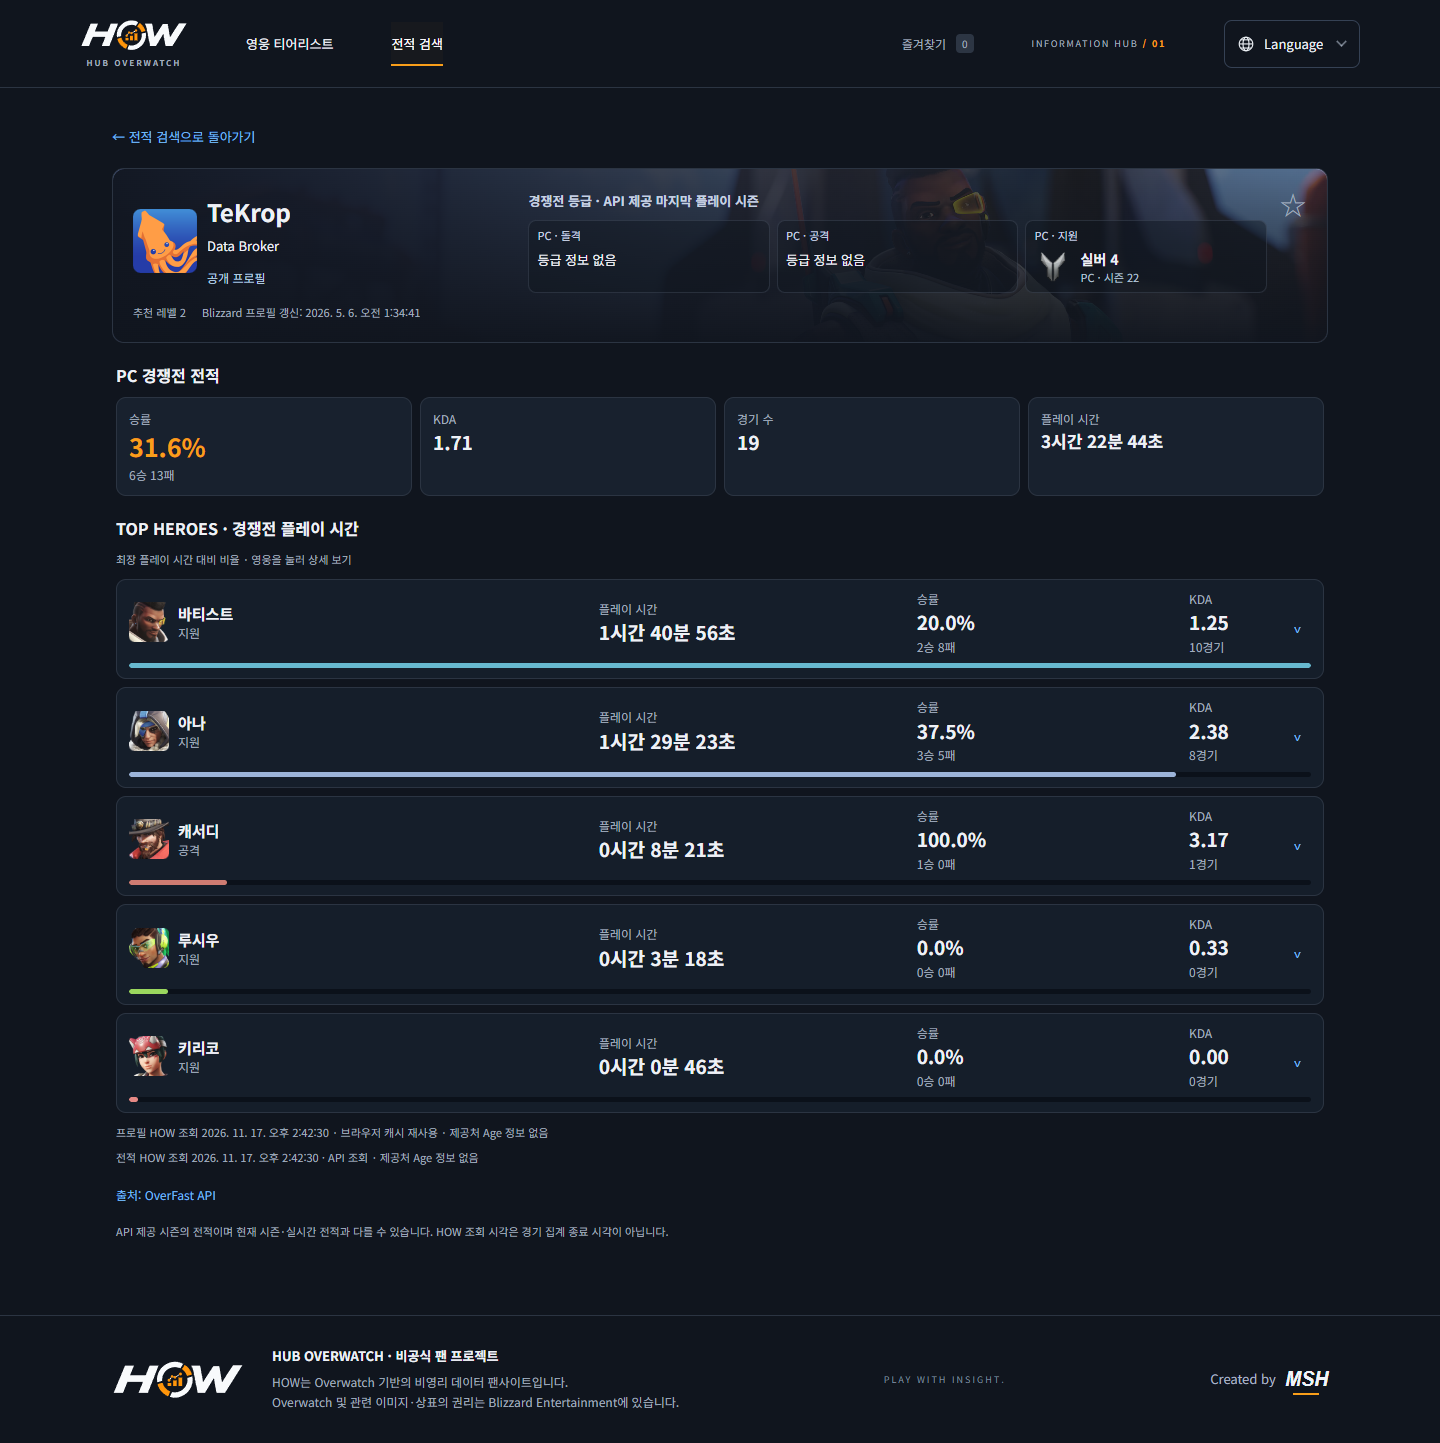 HOW
HUB OVERWATCH
영웅 티어리스트
전적 검색
즐겨찾기 0
INFORMATION HUB / 01
Language
← 전적 검색으로 돌아가기
TeKrop
Data Broker
공개 프로필
추천 레벨 2
Blizzard 프로필 갱신: 2026. 5. 6. 오전 1:34:41
경쟁전 등급 · API 제공 마지막 플레이 시즌
PC · 돌격
등급 정보 없음
PC · 공격
등급 정보 없음
PC · 지원
실버 4
PC · 시즌 22
PC 경쟁전 전적
승률
31.6%
6승 13패
KDA
1.71
경기 수
19
플레이 시간
3시간 22분 44초
TOP HEROES · 경쟁전 플레이 시간
최장 플레이 시간 대비 비율 · 영웅을 눌러 상세 보기
바티스트
지원
플레이 시간
1시간 40분 56초
승률
20.0%
2승 8패
KDA
1.25
10경기
v
아나
지원
플레이 시간
1시간 29분 23초
승률
37.5%
3승 5패
KDA
2.38
8경기
v
캐서디
공격
플레이 시간
0시간 8분 21초
승률
100.0%
1승 0패
KDA
3.17
1경기
v
루시우
지원
플레이 시간
0시간 3분 18초
승률
0.0%
0승 0패
KDA
0.33
0경기
v
키리코
지원
플레이 시간
0시간 0분 46초
승률
0.0%
0승 0패
KDA
0.00
0경기
v
프로필 HOW 조회 2026. 11. 17. 오후 2:42:30 · 브라우저 캐시 재사용 · 제공처 Age 정보 없음
전적 HOW 조회 2026. 11. 17. 오후 2:42:30 · API 조회 · 제공처 Age 정보 없음
출처: OverFast API
API 제공 시즌의 전적이며 현재 시즌·실시간 전적과 다를 수 있습니다. HOW 조회 시각은 경기 집계 종료 시각이 아닙니다.
HOW
HUB OVERWATCH · 비공식 팬 프로젝트
HOW는 Overwatch 기반의 비영리 데이터 팬사이트입니다.
Overwatch 및 관련 이미지·상표의 권리는 Blizzard Entertainment에 있습니다.
PLAY WITH INSIGHT.
Created by MSH